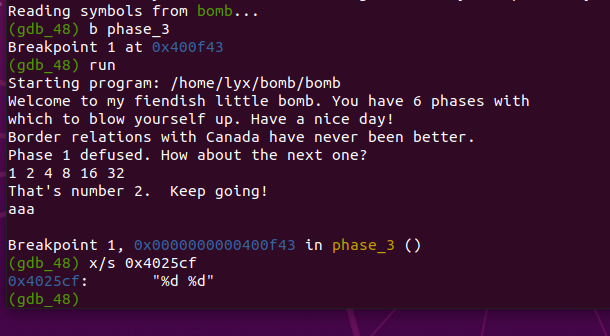 Reading symbols from bomb...
(gdb_48) b phase_3
Breakpoint 1 at 0x400f43
(gdb_48) run
Starting program: /home/lyx/bomb/bomb
Welcome to my fiendish little bomb. You have 6 phases with
which to blow yourself up. Have a nice day!
Border relations with Canada have never been better.
Phase 1 defused. How about the next one?
1 2 4 8 16 32
That's number 2.  Keep going!
aaa
Breakpoint 1, 0x0000000000400f43 in phase_3 ()
(gdb_48) x/s 0x4025cf
0x4025cf:       "%d %d"
(gdb_48)